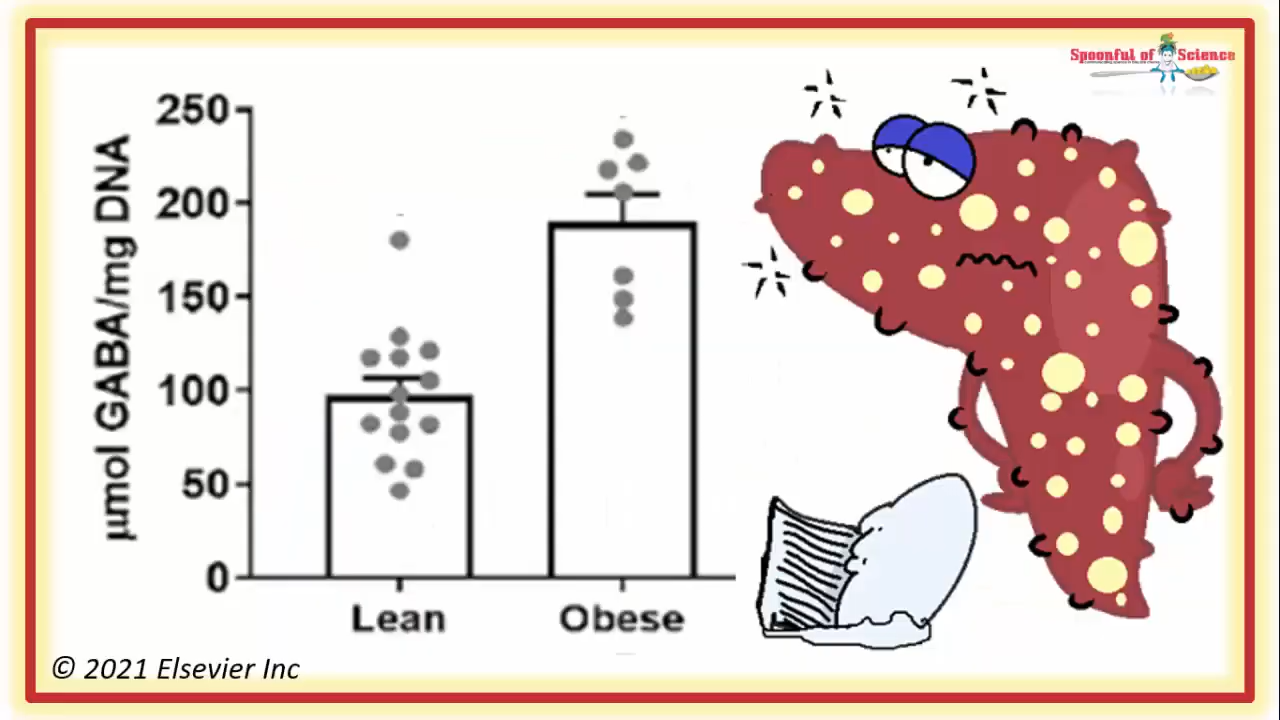 Spoonful of Science
250
200
150
100
50
0
μmol GABA/mg DNA
Lean Obese
© 2021 Elsevier Inc